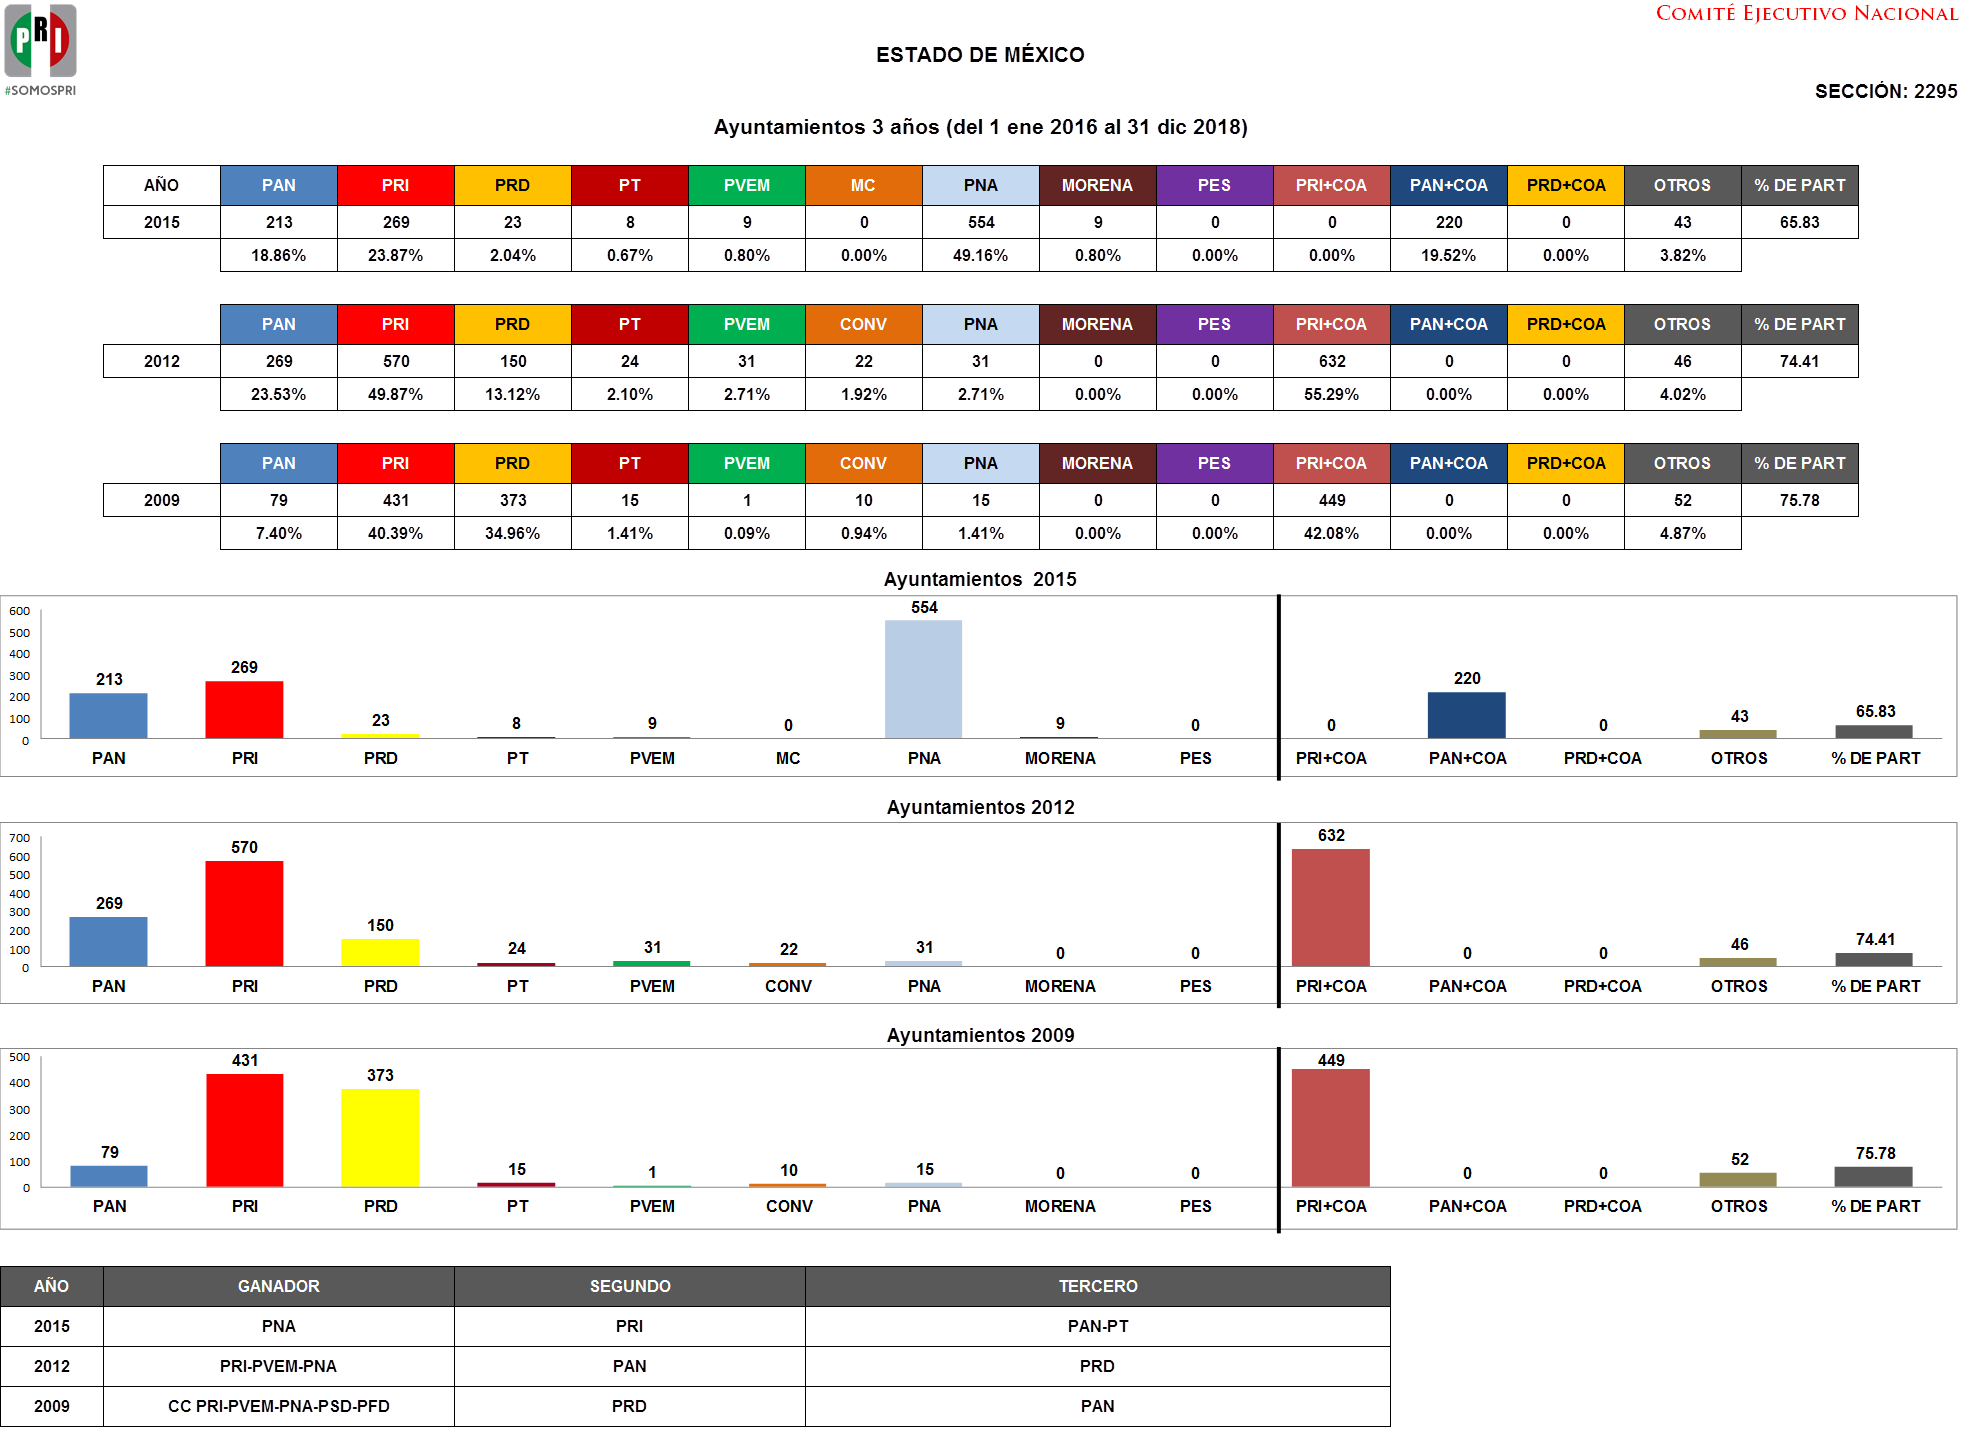 PRI
#SOMOSPRI
COMITÉ EJECUTIVO NACIONAL
ESTADO DE MÉXICO
SECCIÓN: 2295
Ayuntamientos 3 años (del 1 ene 2016 al 31 dic 2018)
AÑO PAN PRI PRD PT PVEM MC PNA MORENA PES PRI+COA PAN+COA PRD+COA OTROS % DE PART
2015 213 269 23 8 9 0 554 9 0 0 220 0 43 65.83
18.86% 23.87% 2.04% 0.67% 0.80% 0.00% 49.16% 0.80% 0.00% 0.00% 19.52% 0.00% 3.82%
PAN PRI PRD PT PVEM CONV PNA MORENA PES PRI+COA PAN+COA PRD+COA OTROS % DE PART
2012 269 570 150 24 31 22 31 0 0 632 0 0 46 74.41
23.53% 49.87% 13.12% 2.10% 2.71% 1.92% 2.71% 0.00% 0.00% 55.29% 0.00% 0.00% 4.02%
PAN PRI PRD PT PVEM CONV PNA MORENA PES PRI+COA PAN+COA PRD+COA OTROS % DE PART
2009 79 431 373 15 1 10 15 0 0 449 0 0 52 75.78
7.40% 40.39% 34.96% 1.41% 0.09% 0.94% 1.41% 0.00% 0.00% 42.08% 0.00% 0.00% 4.87%
Ayuntamientos 2015
600
500
400
300
200
100
0
213 269 23 8 9 0 554 9 0 0 220 0 43 65.83
PAN PRI PRD PT PVEM MC PNA MORENA PES PRI+COA PAN+COA PRD+COA OTROS % DE PART
Ayuntamientos 2012
700
600
500
400
300
200
100
0
269 570 150 24 31 22 31 0 0 632 0 0 46 74.41
PAN PRI PRD PT PVEM CONV PNA MORENA PES PRI+COA PAN+COA PRD+COA OTROS % DE PART
Ayuntamientos 2009
500
400
300
200
100
0
79 431 373 15 1 10 15 0 0 449 0 0 52 75.78
PAN PRI PRD PT PVEM CONV PNA MORENA PES PRI+COA PAN+COA PRD+COA OTROS % DE PART
AÑO GANADOR SEGUNDO TERCERO
2015 PNA PRI PAN-PT
2012 PRI-PVEM-PNA PAN PRD
2009 CC PRI-PVEM-PNA-PSD-PFD PRD PAN